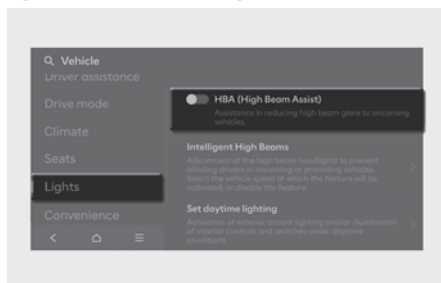 Vehicle
Driver assistance
Drive mode
Climate
Seats
Lights
Convenience
HBA (High Beam Assist)
Assistance in reducing high beam glare to oncoming
vehicles.
Intelligent High Beams
Adjustment of the high beam headlights to prevent
blinding drivers in oncoming or preceding vehicles.
Select the vehicle speed at which the feature will be
activated, or disable the feature.
Set daytime lighting
Activation of exterior accent lighting and/or illumination
of interior controls and switches under daytime
conditions